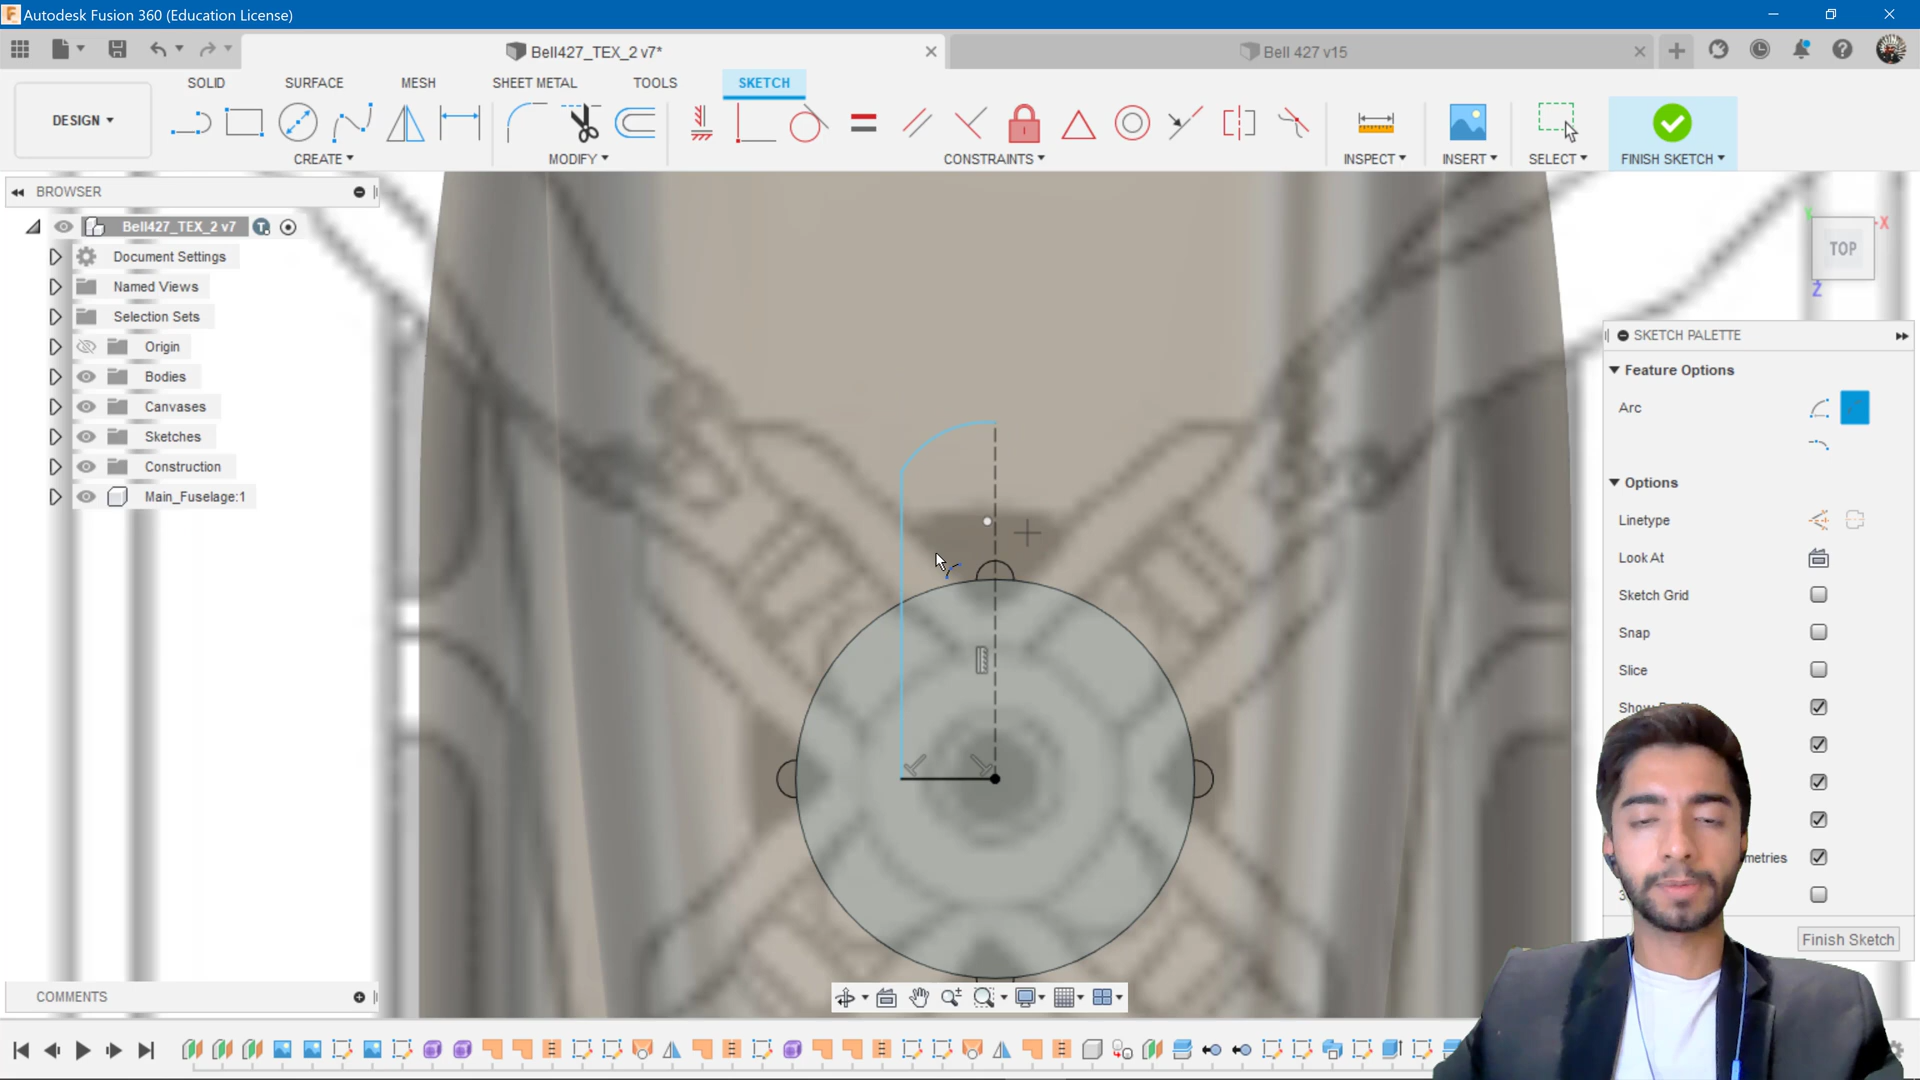 Autodesk Fusion 360 (Education License)
Bell427_TEX_2 v7*
Bell 427 v15
DESIGN
SOLID
SURFACE
MESH
SHEET METAL
TOOLS
SKETCH
CREATE
MODIFY
CONSTRAINTS
INSPECT
INSERT
SELECT
FINISH SKETCH
BROWSER
Bell427_TEX_2 v7
Document Settings
Named Views
Selection Sets
Origin
Bodies
Canvases
Sketches
Construction
Main_Fuselage:1
TOP
X
Z
SKETCH PALETTE
Feature Options
Arc
Options
Linetype
Look At
Sketch Grid
Snap
Slice
Show
metries
Finish Sketch
COMMENTS